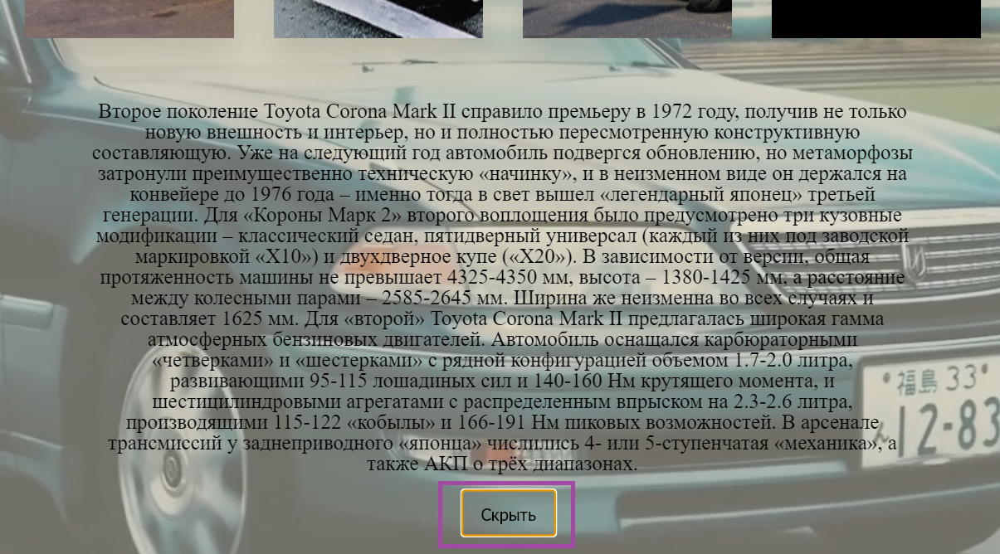 Второе поколение Toyota Corona Mark II справило премьеру в 1972 году, получив не только
новую внешность и интерьер, но и полностью пересмотренную конструктивную
составляющую. Уже на следующий год автомобиль подвергся обновлению, но метаморфозы
затронули преимущественно техническую «начинку», и в неизменном виде он держался на
конвейере до 1976 года – именно тогда в свет вышел «легендарный японец» третьей
генерации. Для «Короны Марк 2» второго воплощения было предусмотрено три кузовные
модификации – классический седан, пятидверный универсал (каждый из них под заводской
маркировкой «X10») и двухдверное купе («X20»). В зависимости от версии, общая
протяженность машины не превышает 4325-4350 мм, высота – 1380-1425 мм, а расстояние
между колесными парами – 2585-2645 мм. Ширина же неизменна во всех случаях и
составляет 1625 мм. Для «второй» Toyota Corona Mark II предлагалась широкая гамма
атмосферных бензиновых двигателей. Автомобиль оснащался карбюраторными
«четверками» и «шестерками» с рядной конфигурацией объемом 1.7-2.0 литра,
развивающими 95-115 лошадиных сил и 140-160 Нм крутящего момента, и
шестицилиндровыми агрегатами с распределенным впрыском на 2.3-2.6 литра,
производящими 115-122 «кобылы» и 166-191 Нм пиковых возможностей. В арсенале
трансмиссий у заднеприводного «японца» числились 4- или 5-ступенчатая «механика», а
также АКП о трёх диапазонах.
福島 33
ん 12-83
Скрыть